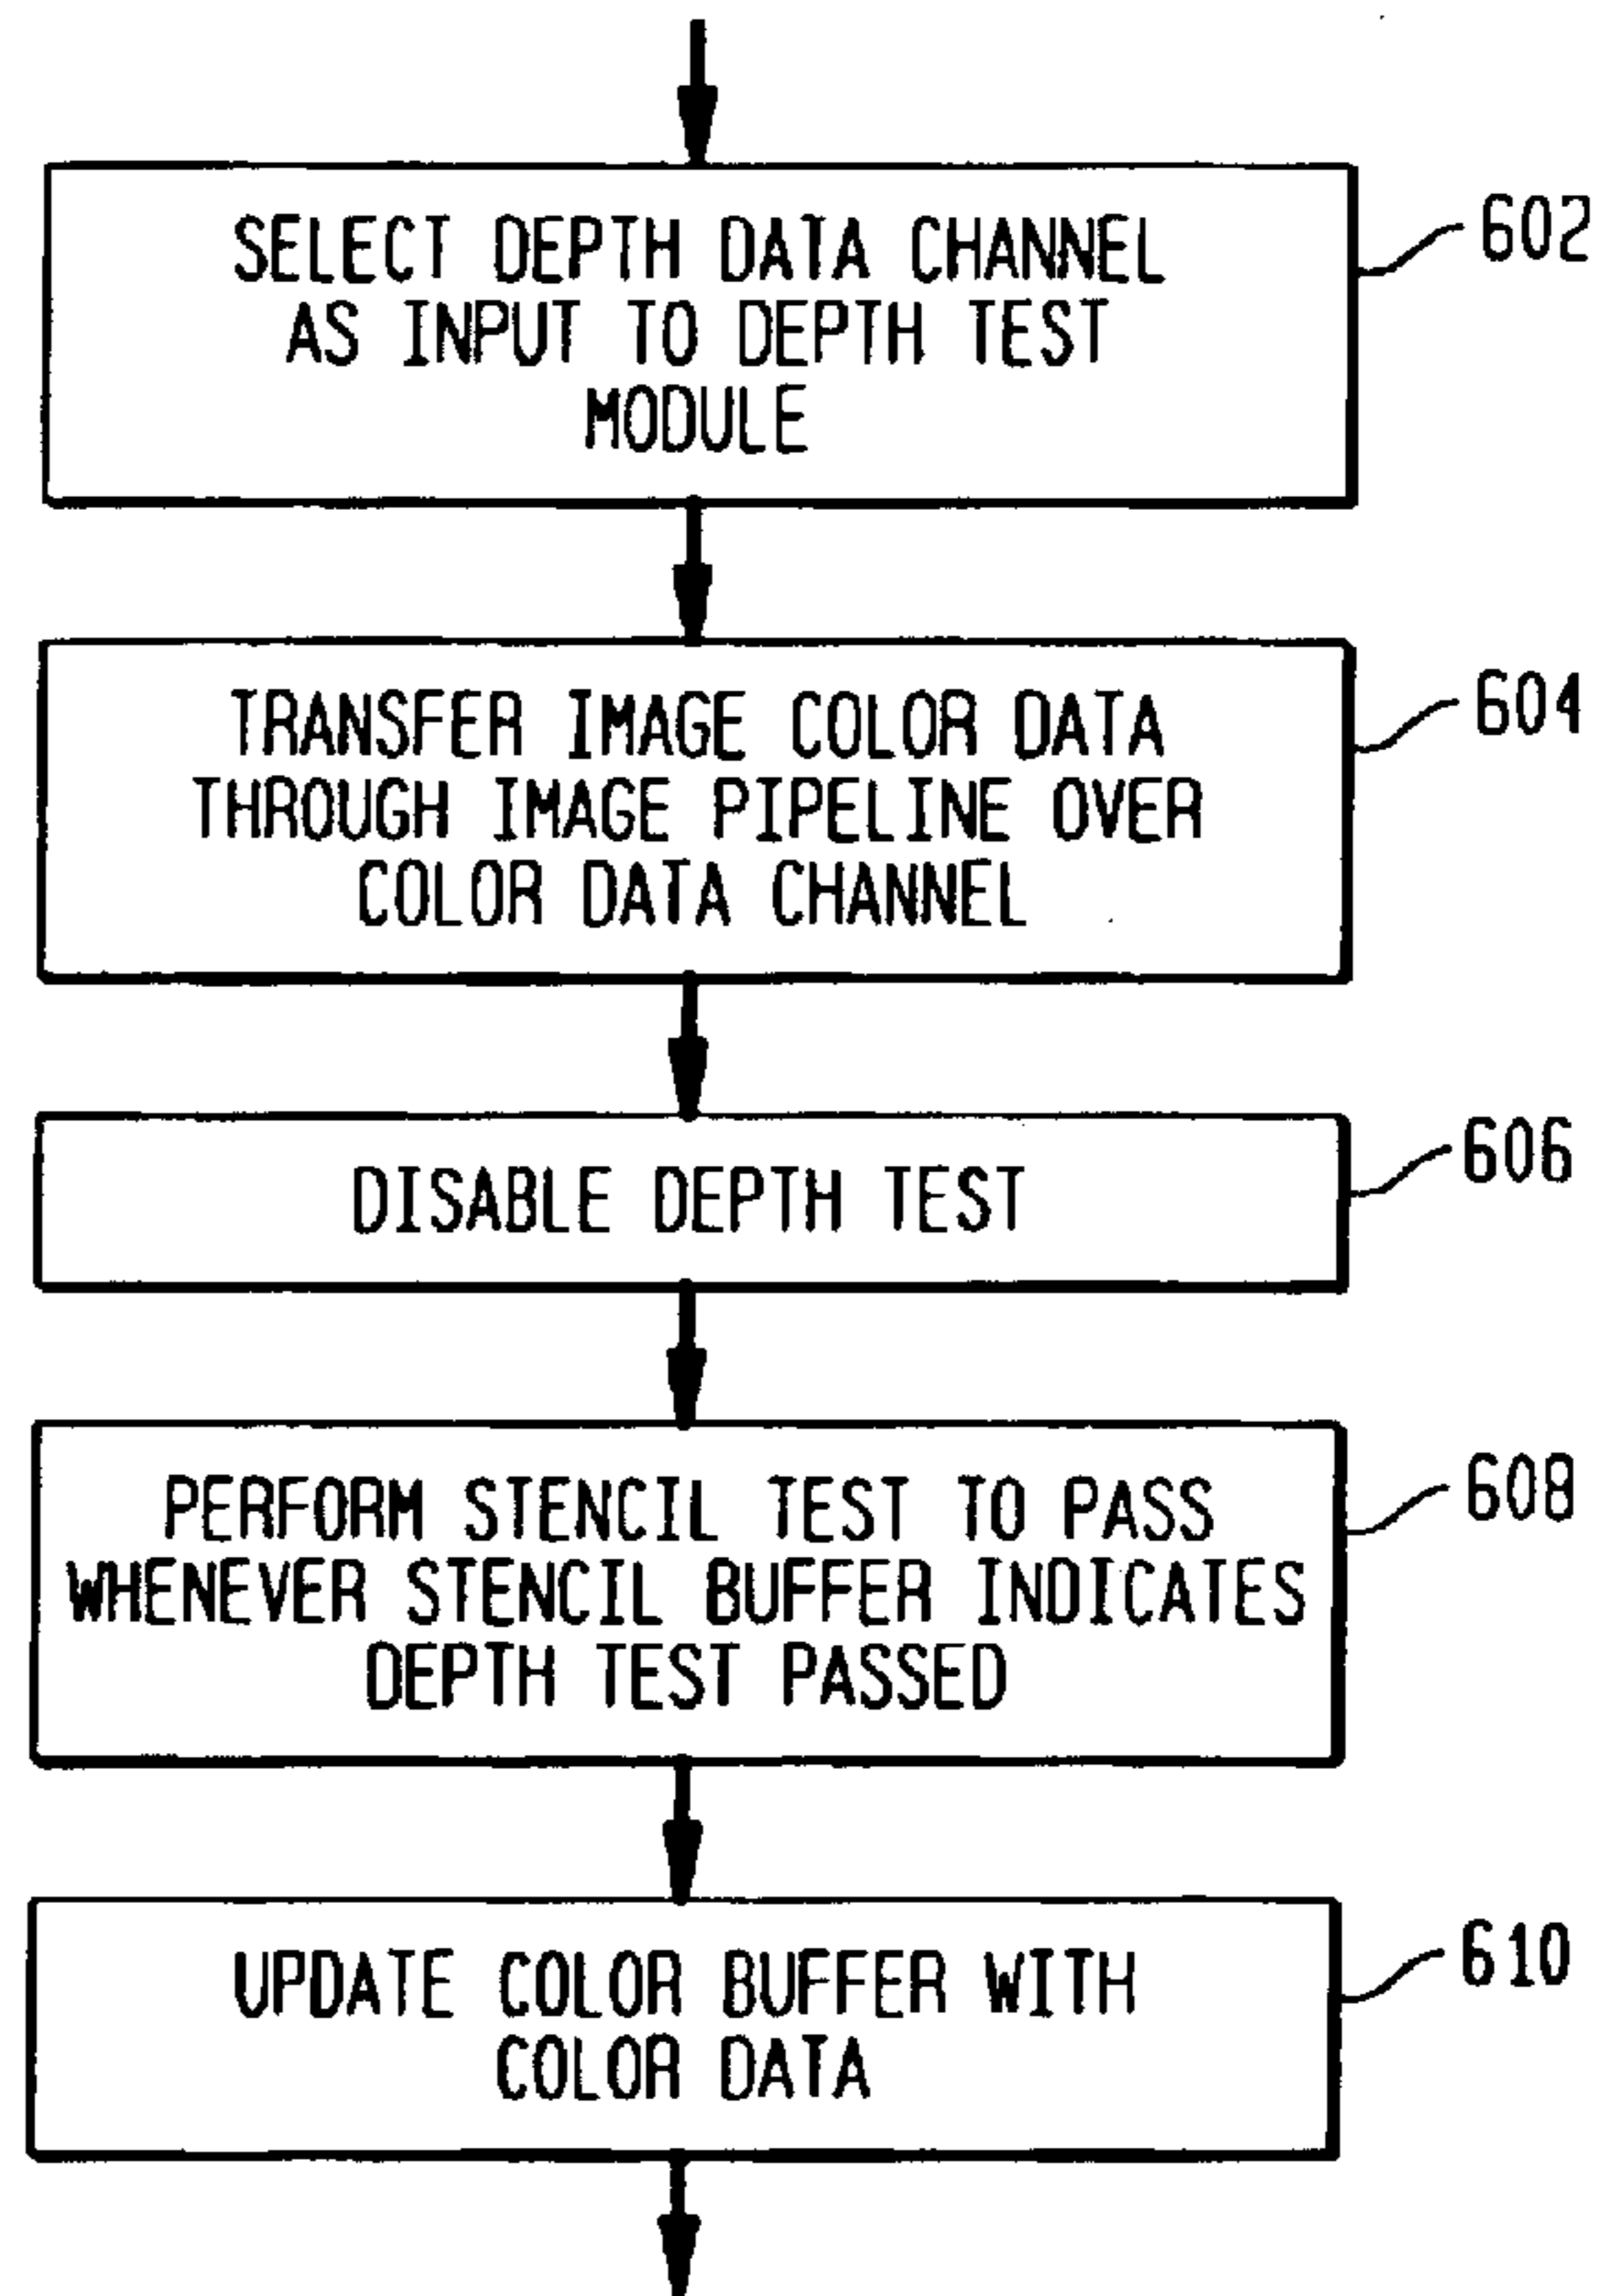 SELECT DEPTH DATA CHANNEL
AS INPUT TO DEPTH TEST
MODULE
602
TRANSFER IMAGE COLOR DATA
THROUGH IMAGE PIPELINE OVER
COLOR DATA CHANNEL
604
DISABLE DEPTH TEST
606
PERFORM STENCIL TEST TO PASS
WHENEVER STENCIL BUFFER INDICATES
DEPTH TEST PASSED
608
UPDATE COLOR BUFFER WITH
COLOR DATA
610